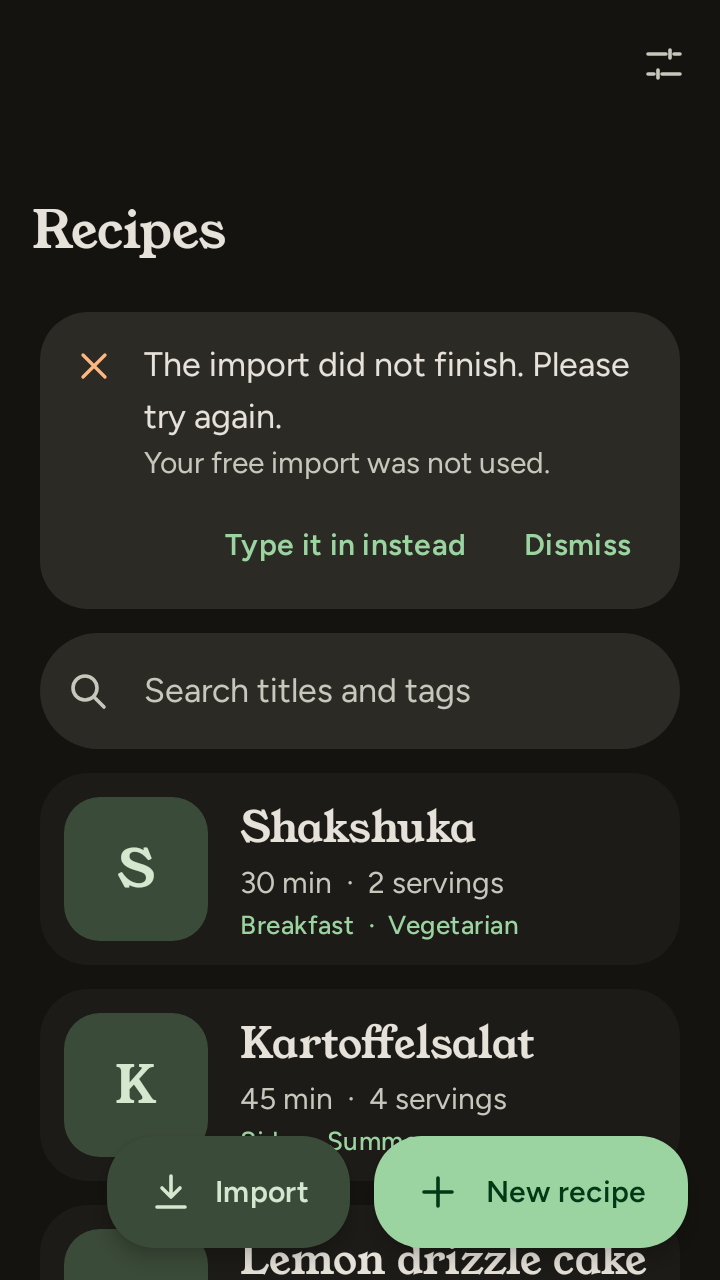 Recipes
The import did not finish. Please
try again.
Your free import was not used.
Type it in instead Dismiss
Search titles and tags
S
Shakshuka
30 min · 2 servings
Breakfast · Vegetarian
K
Kartoffelsalat
45 min · 4 servings
Import
New recipe
Lemon drizzle cake